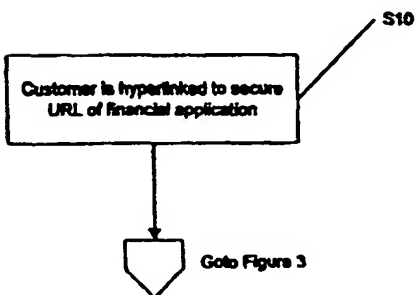 S10
Customer is hyperlinked to secure
URL of financial application
Goto Figure 3